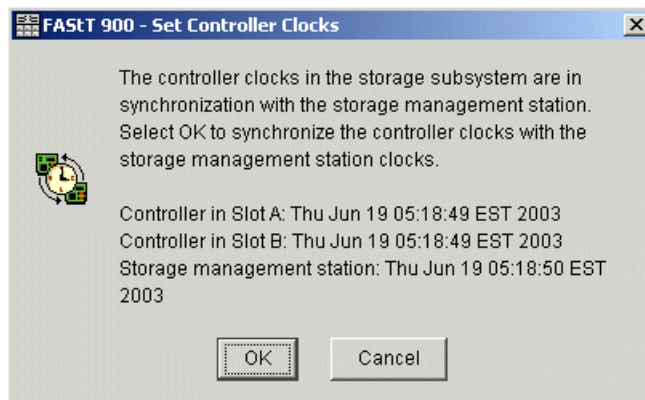 FAStT 900 - Set Controller Clocks
The controller clocks in the storage subsystem are in
synchronization with the storage management station.
Select OK to synchronize the controller clocks with the
storage management station clocks.
Controller in Slot A: Thu Jun 19 05:18:49 EST 2003
Controller in Slot B: Thu Jun 19 05:18:49 EST 2003
Storage management station: Thu Jun 19 05:18:50 EST
2003
OK Cancel